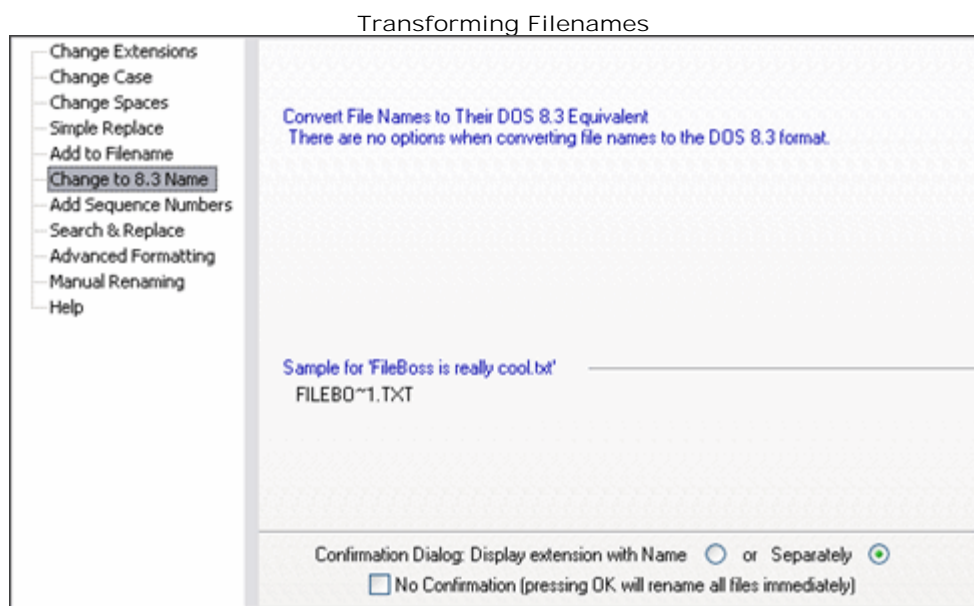 Transforming Filenames
Change Extensions
Change Case
Change Spaces
Simple Replace
Add to Filename
Change to 8.3 Name
Add Sequence Numbers
Search & Replace
Advanced Formatting
Manual Renaming
Help
Convert File Names to Their DOS 8.3 Equivalent
There are no options when converting file names to the DOS 8.3 format.
Sample for 'FileBoss is really cool.txt'
FILEBO~1.TXT
Confirmation Dialog: Display extension with Name or Separately
No Confirmation (pressing OK will rename all files immediately)